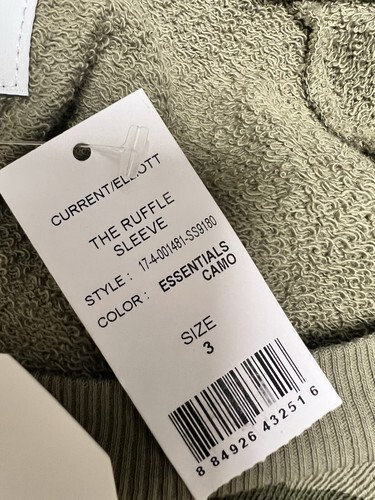 CURRENT/ELLIOTT
THE RUFFLE
SLEEVE
STYLE : 17-4-001481-SS9180
COLOR : ESSENTIALS
CAMO
SIZE
3
8 84926 43251 6